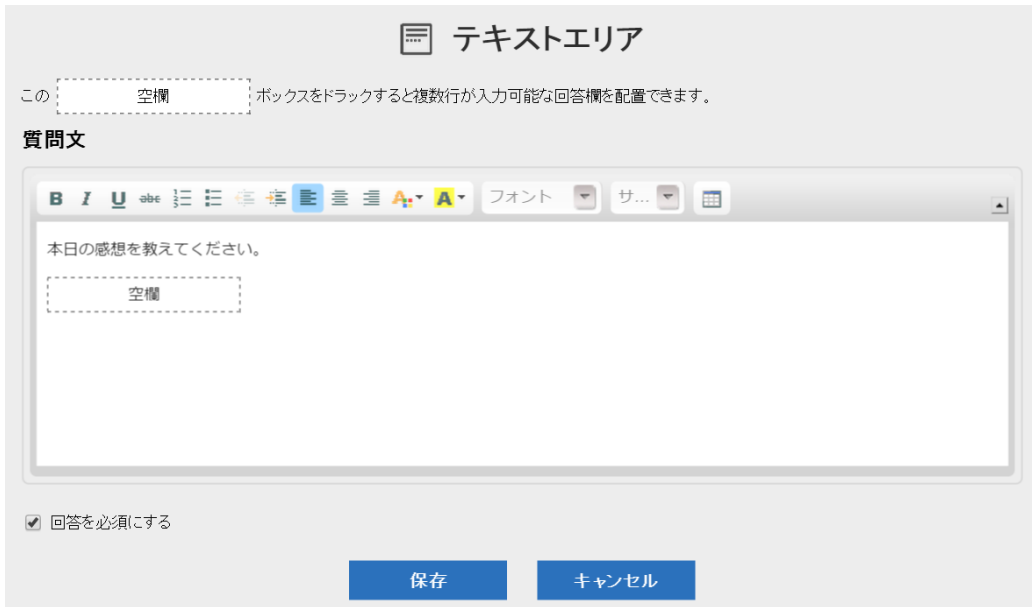 テキストエリア
この 空欄 ボックスをドラックすると複数行が入力可能な回答欄を配置できます。
質問文
B I U abc A A フォント サ...
本日の感想を教えてください。
空欄
回答を必須にする
保存 キャンセル